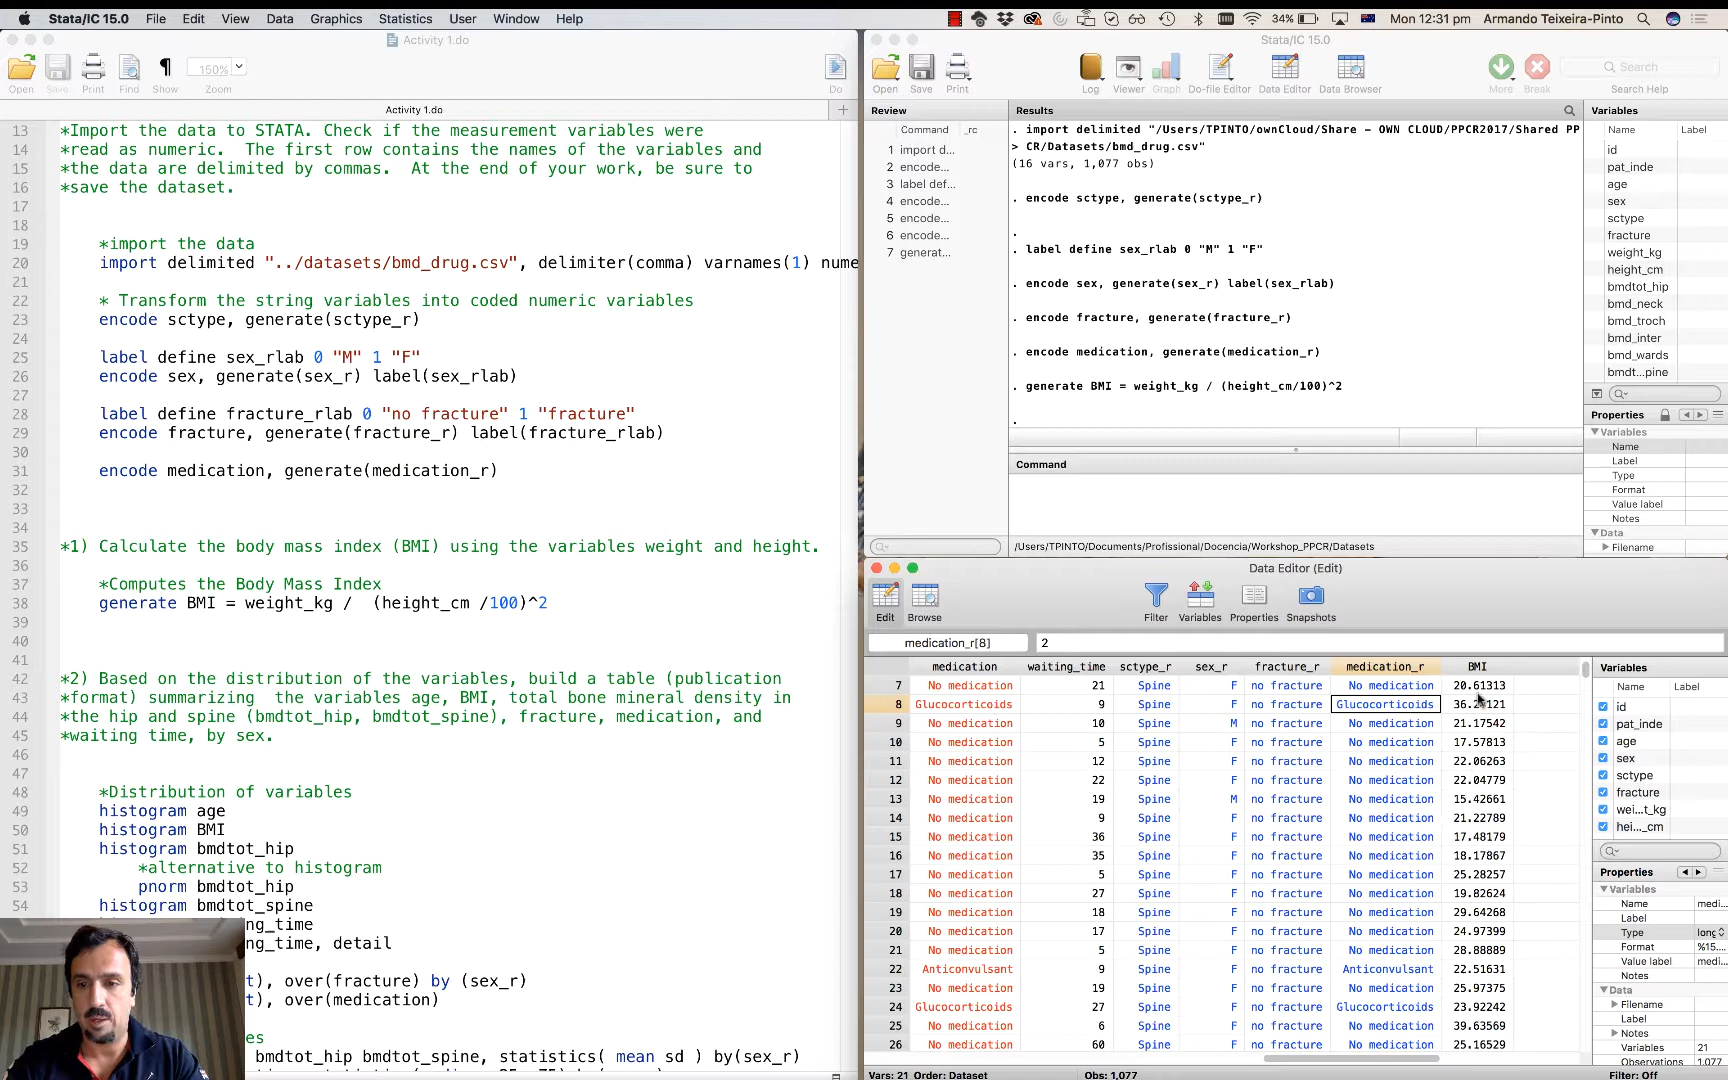 Stata/IC 15.0 File Edit View Data Graphics Statistics User Window Help
34% Mon 12:31 pm Armando Teixeira-Pinto
Activity 1.do
Open Save Print Find Show 150% Zoom Do
Activity 1.do
13 *Import the data to STATA. Check if the measurement variables were
14 *read as numeric. The first row contains the names of the variables and
15 *the data are delimited by commas. At the end of your work, be sure to
16 *save the dataset.
17
18
19 *import the data
20 import delimited "../datasets/bmd_drug.csv", delimiter(comma) varnames(1) nume
21
22 * Transform the string variables into coded numeric variables
23 encode sctype, generate(sctype_r)
24
25 label define sex_rlab 0 "M" 1 "F"
26 encode sex, generate(sex_r) label(sex_rlab)
27
28 label define fracture_rlab 0 "no fracture" 1 "fracture"
29 encode fracture, generate(fracture_r) label(fracture_rlab)
30
31 encode medication, generate(medication_r)
32
33
34
35 *1) Calculate the body mass index (BMI) using the variables weight and height.
36
37 *Computes the Body Mass Index
38 generate BMI = weight_kg / (height_cm /100)^2
39
40
41
42 *2) Based on the distribution of the variables, build a table (publication
43 *format) summarizing the variables age, BMI, total bone mineral density in
44 *the hip and spine (bmdtot_hip, bmdtot_spine), fracture, medication, and
45 *waiting time, by sex.
46
47
48 *Distribution of variables
49 histogram age
50 histogram BMI
51 histogram bmdtot_hip
52 *alternative to histogram
53 pnorm bmdtot_hip
54 histogram bmdtot_spine
ng_time
ng_time, detail
t), over(fracture) by (sex_r)
t), over(medication)
es
bmdtot_hip bmdtot_spine, statistics( mean sd ) by(sex_r)
Stata/IC 15.0
Open Save Print Log Viewer Graph Do-file Editor Data Editor Data Browser More Break Search Help
Search
Review
Command _rc
1 import d...
2 encode...
3 label def...
4 encode...
5 encode...
6 encode...
7 generat...
Results
. import delimited "/Users/TPINTO/ownCloud/Share - OWN CLOUD/PPCR2017/Shared PP
> CR/Datasets/bmd_drug.csv"
(16 vars, 1,077 obs)
. encode sctype, generate(sctype_r)
.
. label define sex_rlab 0 "M" 1 "F"
. encode sex, generate(sex_r) label(sex_rlab)
. encode fracture, generate(fracture_r)
. encode medication, generate(medication_r)
. generate BMI = weight_kg / (height_cm/100)^2
.
Command
/Users/TPINTO/Documents/Profissional/Docencia/Workshop_PPCR/Datasets
Variables
Name Label
id
pat_inde
age
sex
sctype
fracture
weight_kg
height_cm
bmdtot_hip
bmd_neck
bmd_troch
bmd_inter
bmd_wards
bmdt...pine
Properties
Variables
Name
Label
Type
Format
Value label
Notes
Data
Filename
Data Editor (Edit)
Edit Browse Filter Variables Properties Snapshots
medication_r[8] 2
medication waiting_time sctype_r sex_r fracture_r medication_r BMI
7 No medication 21 Spine F no fracture No medication 20.61313
8 Glucocorticoids 9 Spine F no fracture Glucocorticoids
9 No medication 10 Spine M no fracture No medication 21.17542
10 No medication 5 Spine F no fracture No medication 17.57813
11 No medication 12 Spine F no fracture No medication 22.06263
12 No medication 22 Spine F no fracture No medication 22.04779
13 No medication 19 Spine M no fracture No medication 15.42661
14 No medication 9 Spine F no fracture No medication 21.22789
15 No medication 36 Spine F no fracture No medication 17.48179
16 No medication 35 Spine F no fracture No medication 18.17867
17 No medication 5 Spine F no fracture No medication 25.28257
18 No medication 27 Spine F no fracture No medication 19.82624
19 No medication 18 Spine F no fracture No medication 29.64268
20 No medication 17 Spine F no fracture No medication 24.97399
21 No medication 5 Spine F no fracture No medication 28.88889
22 Anticonvulsant 9 Spine F no fracture Anticonvulsant 22.51631
23 No medication 19 Spine F no fracture No medication 25.97375
24 Glucocorticoids 27 Spine F no fracture Glucocorticoids 23.92242
25 No medication 6 Spine F no fracture No medication 39.63569
26 No medication 60 Spine F no fracture No medication 25.16529
Vars: 21 Order: Dataset Obs: 1,077 Filter: Off
Variables
Name Label
id
pat_inde
age
sex
sctype
fracture
wei...t_kg
hei..._cm
Properties
Variables
Name medi...
Label
Type long
Format %15....
Value label medi...
Notes
Data
Filename
Label
Notes
Variables 21
Observations 1,077